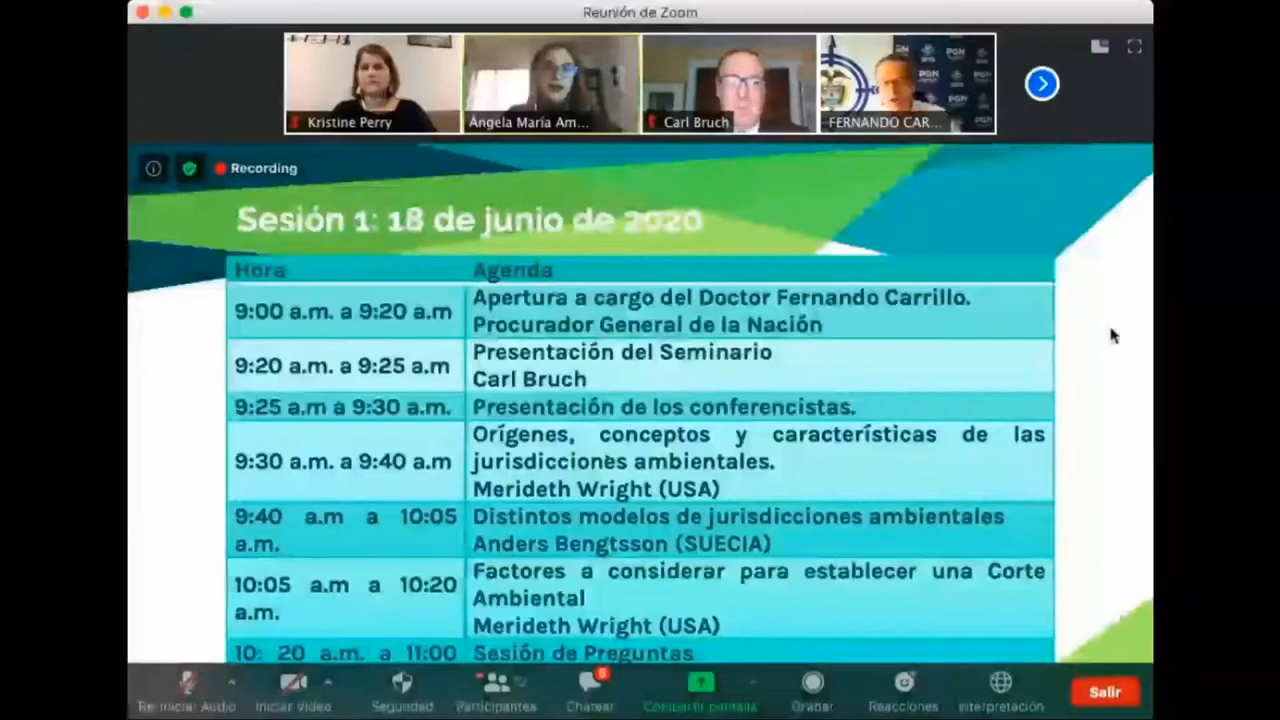 Reunión de Zoom
PGN
PGN
PGN
Kristine Perry
Ángela María Am...
Carl Bruch
FERNANDO CAR...
Recording
Sesión 1: 18 de junio de 2020
Hora Agenda
9:00 a.m. a 9:20 a.m Apertura a cargo del Doctor Fernando Carrillo.
Procurador General de la Nación
9:20 a.m. a 9:25 a.m Presentación del Seminario
Carl Bruch
9:25 a.m a 9:30 a.m. Presentación de los conferencistas.
9:30 a.m. a 9:40 a.m Orígenes, conceptos y características de las
jurisdicciones ambientales.
Merideth Wright (USA)
9:40 a.m a 10:05 Distintos modelos de jurisdicciones ambientales
a.m. Anders Bengtsson (SUECIA)
10:05 a.m a 10:20 Factores a considerar para establecer una Corte
a.m. Ambiental
Merideth Wright (USA)
10: 20 a.m. a 11:00 Sesión de Preguntas
Reiniciar Audio Iniciar video Seguridad Participantes Chatear Compartir pantalla Grabar Reacciones Interpretación Salir